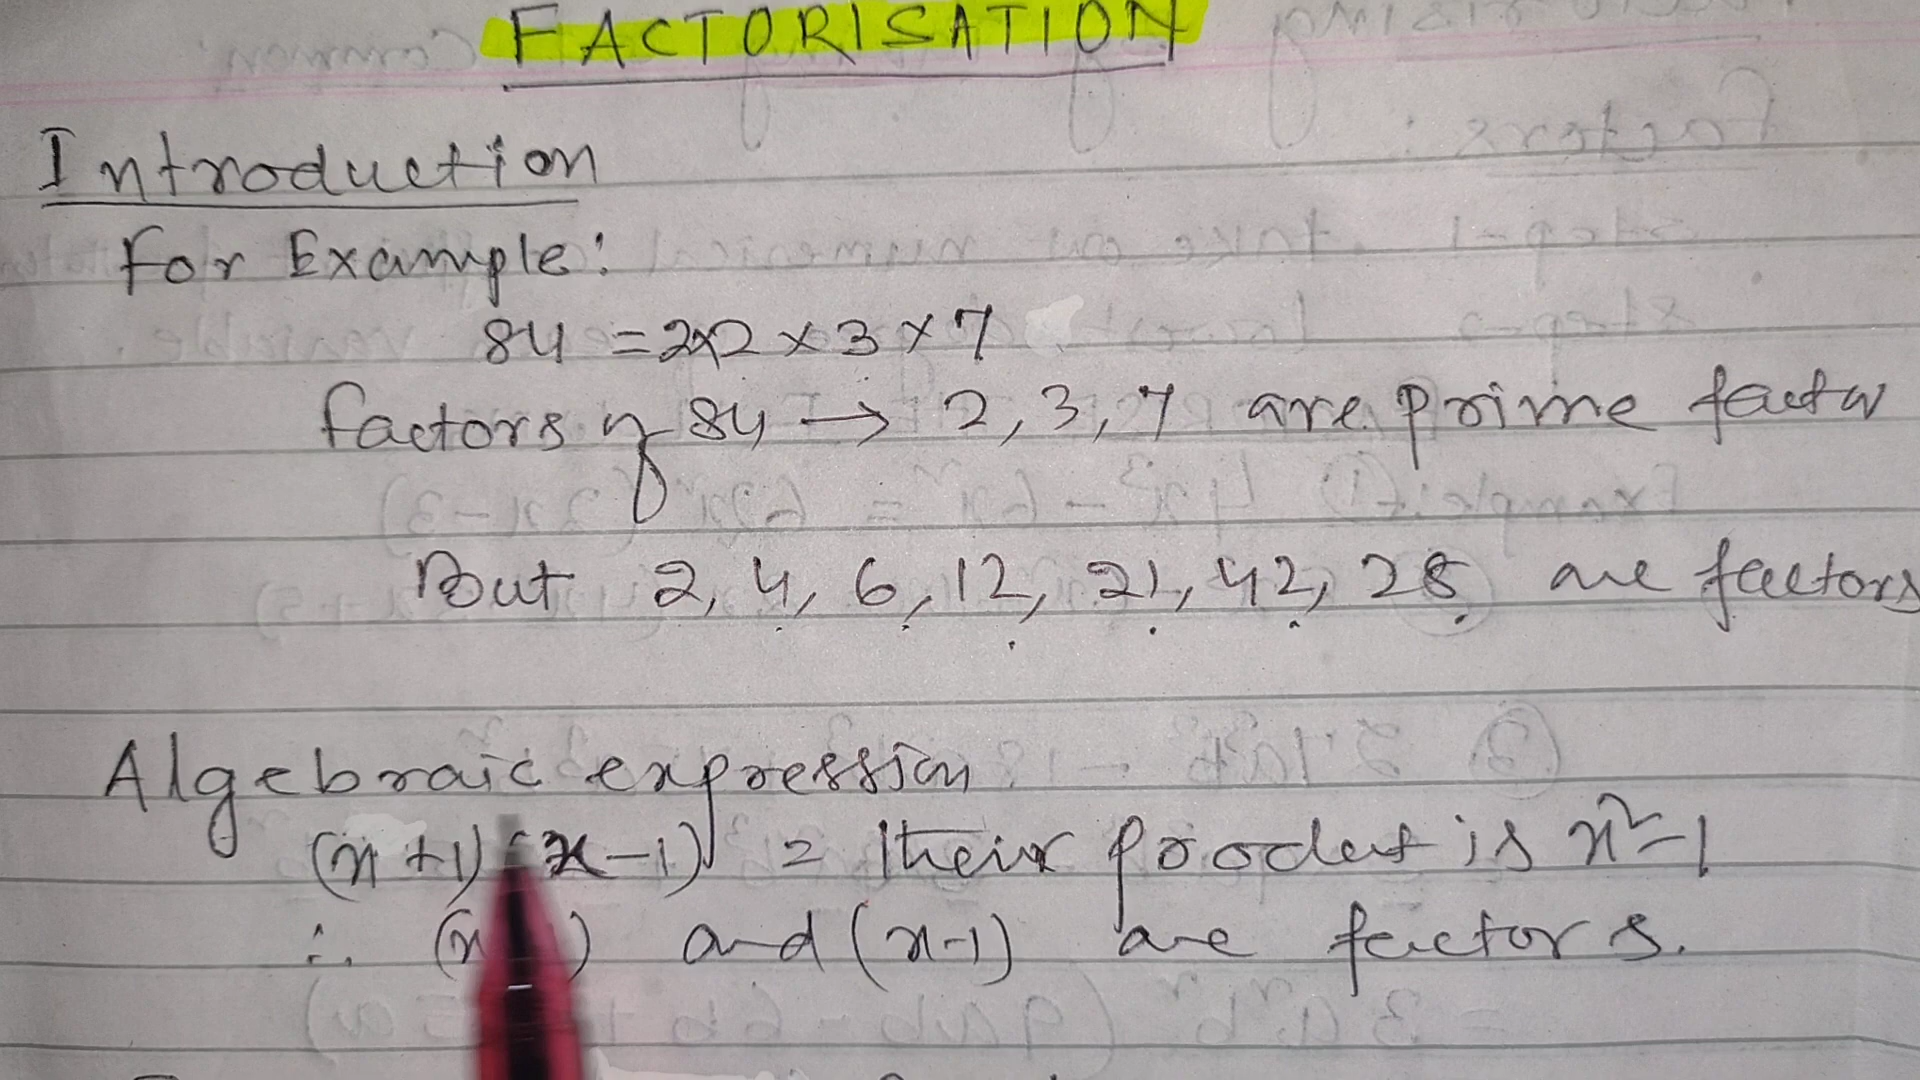 FACTORISATION
Introduction
For Example:
84 = 2×2 × 3 × 7
factors of 84 → 2, 3, 7 are prime factor
But 2, 4, 6, 12, 21, 42, 28 are factors
Algebraic expression
(x+1)(x-1) = their product is x²-1
∴ (x ) and (x-1) are factors.